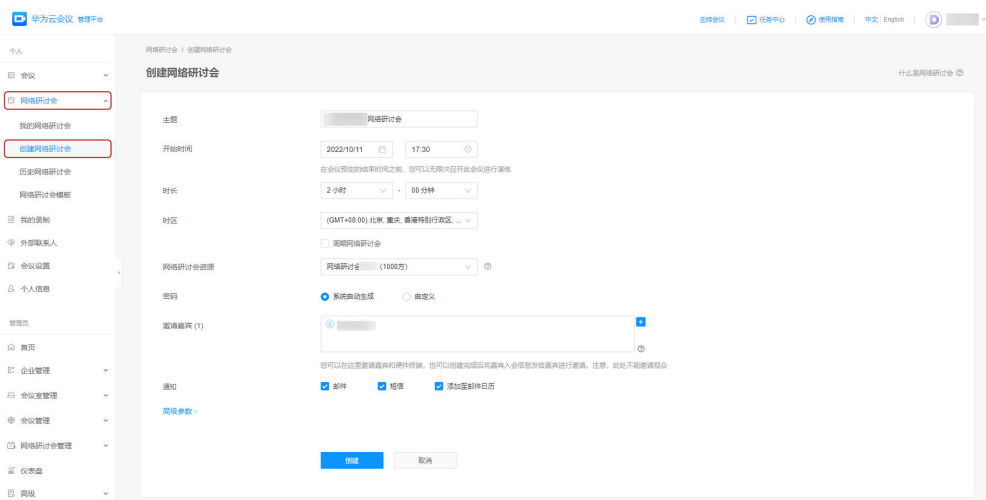 华为云会议 管理平台
主持会议
任务中心
使用指南
中文 English
个人
会议
网络研讨会
我的网络研讨会
创建网络研讨会
历史网络研讨会
网络研讨会模板
我的录制
外部联系人
会议设置
个人信息
管理员
首页
企业管理
会议室管理
会议管理
网络研讨会管理
仪表盘
高级
网络研讨会 / 创建网络研讨会
创建网络研讨会
什么是网络研讨会
主题
网络研讨会
开始时间
2022/10/11
17:30
在会议预定的结束时间之前，您可以无限次召开此会议进行演练
时长
2 小时 - 00 分钟
时区
(GMT+08:00) 北京, 重庆, 香港特别行政区, ...
周期网络研讨会
网络研讨会资源
网络研讨会 (1000方)
密码
系统自动生成
自定义
邀请嘉宾 (1)
您可以在这里邀请嘉宾和硬件终端，也可以创建完成后将嘉宾入会信息发给嘉宾进行邀请。注意，此处不能邀请观众
通知
邮件
短信
添加至邮件日历
高级参数
创建
取消